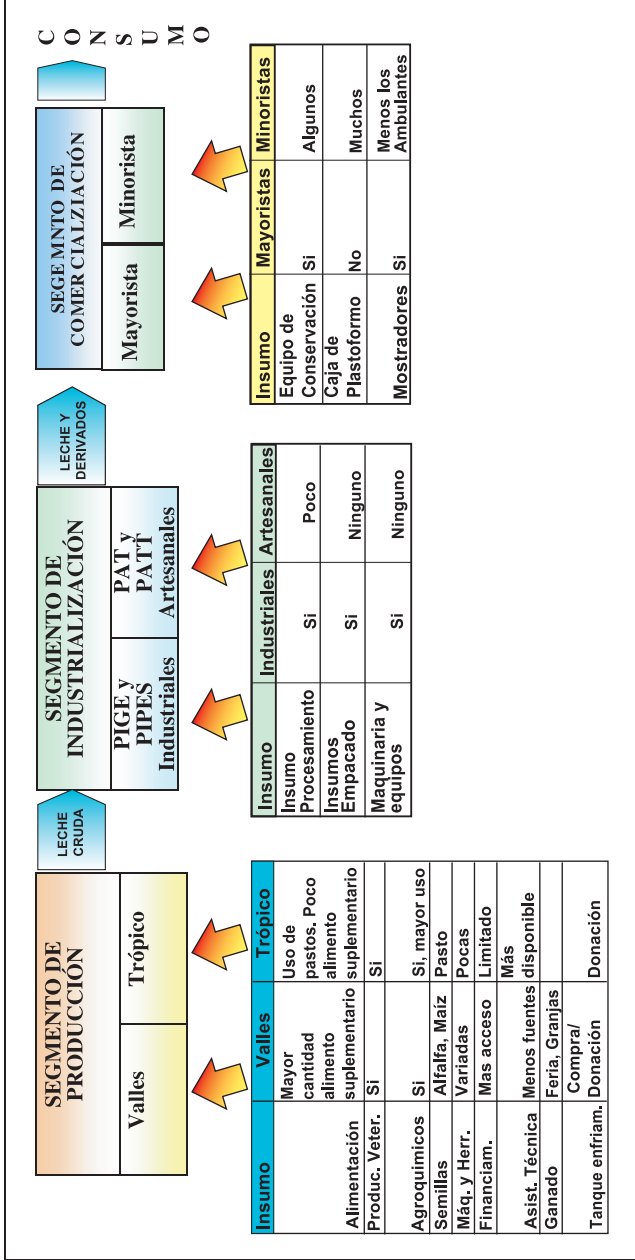 SEGMENTO DE
PRODUCCIÓN
Valles
Trópico
LECHE
CRUDA
SEGMENTO DE
INDUSTRIALIZACIÓN
PIGE y
PIPES
Industriales
PAT y
PATT
Artesanales
LECHE Y
DERIVADOS
SEGE MNTO DE
COMERCIALZIACIÓN
Mayorista
Minorista
C
O
N
S
U
M
O
Insumo Valles Trópico
Alimentación
Mayor
cantidad
alimento
suplementario
Uso de
pastos. Poco
alimento
suplementario
Produc. Veter. Si Si
Agroquimicos Si Si, mayor uso
Semillas Alfalfa, Maíz Pasto
Máq. y Herr. Variadas Pocas
Financiam. Mas acceso Limitado
Asist. Técnica Menos fuentes
Más
disponible
Ganado Feria, Granjas
Tanque enfriam.
Compra/
Donación
Donación
Insumo Industriales Artesanales
Insumo
Procesamiento Si Poco
Insumos
Empacado Si Ninguno
Maquinaria y
equipos Si Ninguno
Insumo Mayoristas Minoristas
Equipo de
Conservación Si Algunos
Caja de
Plastoformo No Muchos
Mostradores Si
Menos los
Ambulantes